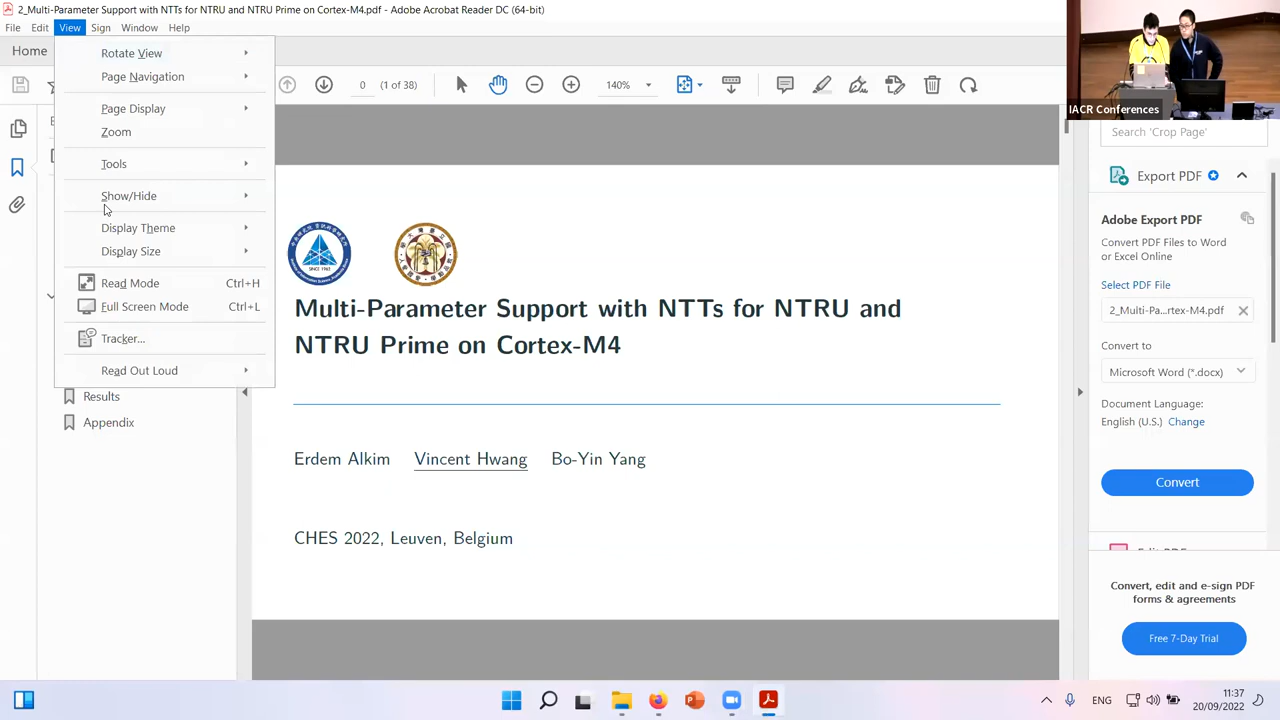 2_Multi-Parameter Support with NTTs for NTRU and NTRU Prime on Cortex-M4.pdf - Adobe Acrobat Reader DC (64-bit)
File Edit View Sign Window Help
Home
Rotate View
Page Navigation
Page Display
Zoom
Tools
Show/Hide
Display Theme
Display Size
Read Mode Ctrl+H
Full Screen Mode Ctrl+L
Tracker...
Read Out Loud
Results
Appendix
0 (1 of 38) 140%
SINCE 1967
Multi-Parameter Support with NTTs for NTRU and
NTRU Prime on Cortex-M4
Erdem Alkim Vincent Hwang Bo-Yin Yang
CHES 2022, Leuven, Belgium
IACR Conferences
Search 'Crop Page'
Export PDF
Adobe Export PDF
Convert PDF Files to Word
or Excel Online
Select PDF File
2_Multi-Pa...rtex-M4.pdf
Convert to
Microsoft Word (*.docx)
Document Language:
English (U.S.) Change
Convert
Convert, edit and e-sign PDF
forms & agreements
Free 7-Day Trial
ENG
11:37
20/09/2022